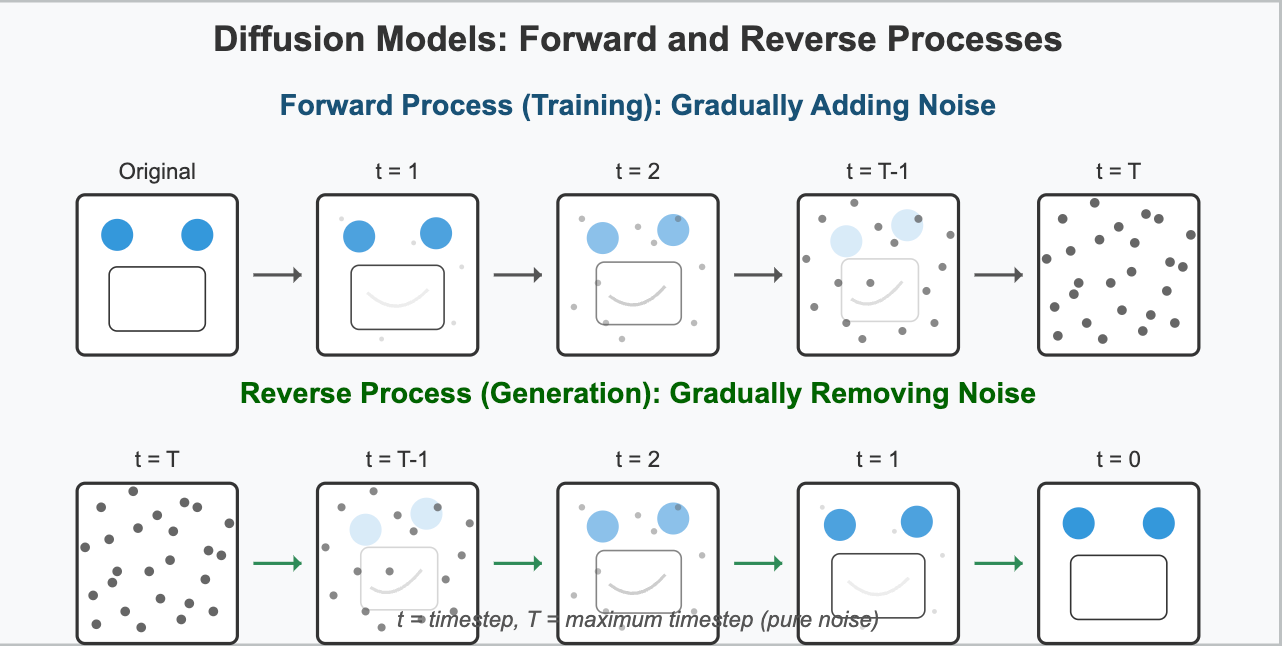 Diffusion Models: Forward and Reverse Processes
Forward Process (Training): Gradually Adding Noise
Original
t = 1
t = 2
t = T-1
t = T
Reverse Process (Generation): Gradually Removing Noise
t = T
t = T-1
t = 2
t = 1
t = 0
t = timestep, T = maximum timestep (pure noise)